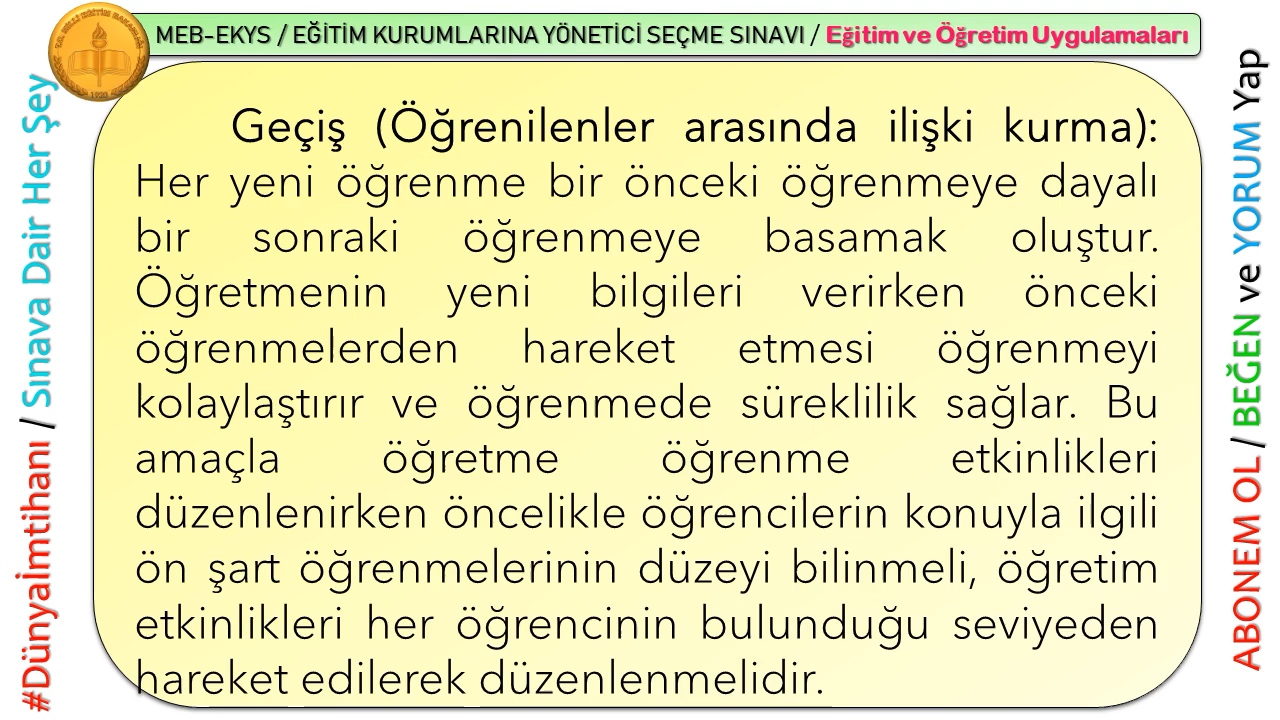 MEB-EKYS / EĞİTİM KURUMLARINA YÖNETİCİ SEÇME SINAVI / Eğitim ve Öğretim Uygulamaları
#Dünyaİmtihanı / Sınava Dair Her Şey
Geçiş (Öğrenilenler arasında ilişki kurma):
Her yeni öğrenme bir önceki öğrenmeye dayalı
bir sonraki öğrenmeye basamak oluştur.
Öğretmenin yeni bilgileri verirken önceki
öğrenmelerden hareket etmesi öğrenmeyi
kolaylaştırır ve öğrenmede süreklilik sağlar. Bu
amaçla öğretme öğrenme etkinlikleri
düzenlenirken öncelikle öğrencilerin konuyla ilgili
ön şart öğrenmelerinin düzeyi bilinmeli, öğretim
etkinlikleri her öğrencinin bulunduğu seviyeden
hareket edilerek düzenlenmelidir.
ABONEM OL / BEĞEN ve YORUM Yap